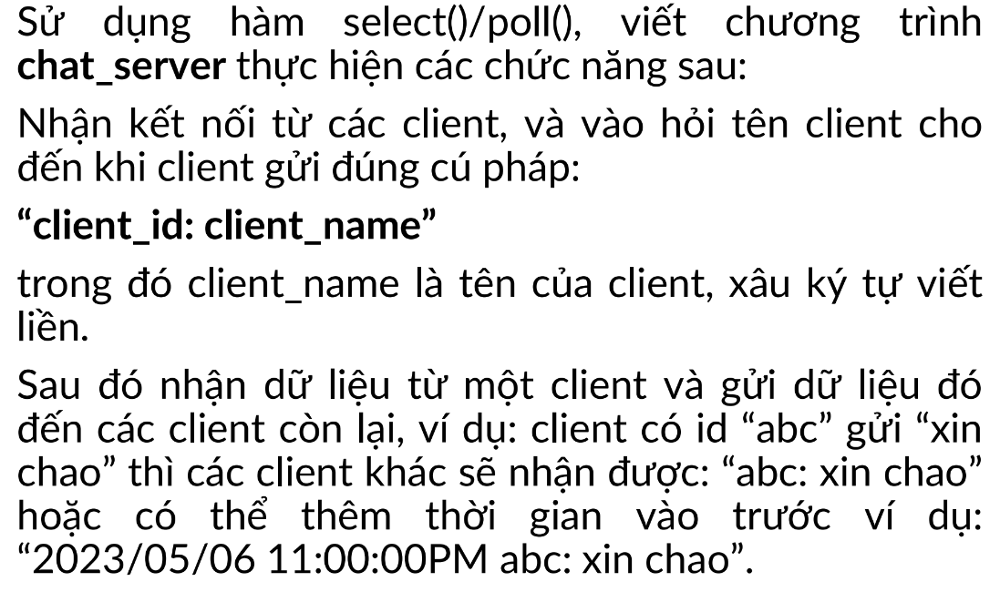 Sử dụng hàm select()/poll(), viết chương trình
chat_server thực hiện các chức năng sau:
Nhận kết nối từ các client, và vào hỏi tên client cho
đến khi client gửi đúng cú pháp:
“client_id: client_name”
trong đó client_name là tên của client, xâu ký tự viết
liền.
Sau đó nhận dữ liệu từ một client và gửi dữ liệu đó
đến các client còn lại, ví dụ: client có id “abc” gửi “xin
chao” thì các client khác sẽ nhận được: “abc: xin chao”
hoặc có thể thêm thời gian vào trước ví dụ:
“2023/05/06 11:00:00PM abc: xin chao”.